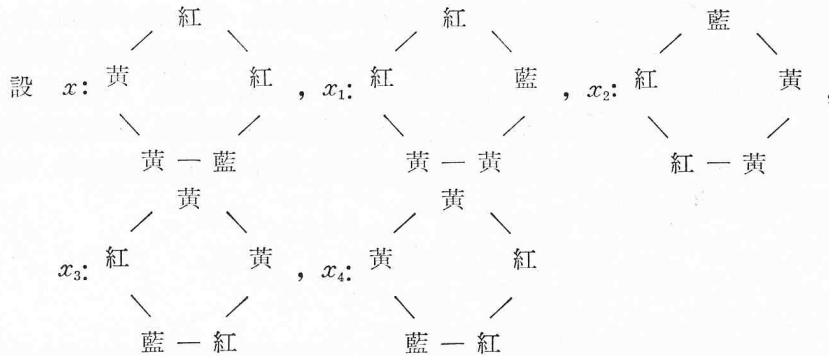 紅 紅 藍
設 x: 黃 紅 , x₁: 紅 藍 , x₂: 紅 黃 ,
黃 — 藍 黃 — 黃 紅 — 黃
黃 黃
x₃: 紅 黃 , x₄: 黃 紅
藍 — 紅 藍 — 紅